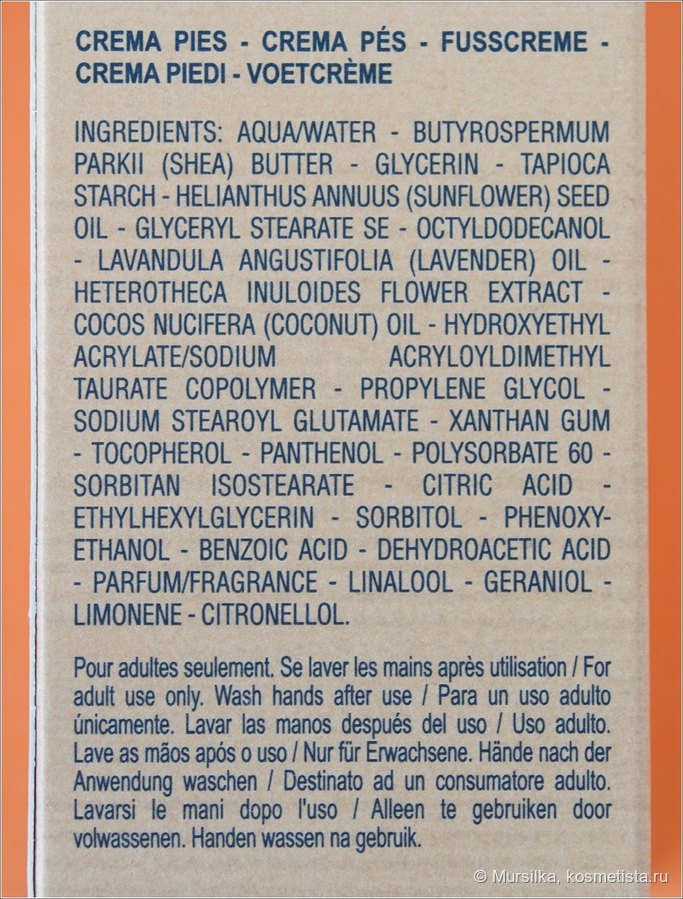 CREMA PIES - CREMA PÉS - FUSSCREME -
CREMA PIEDI - VOETCRÈME
INGREDIENTS: AQUA/WATER - BUTYROSPERMUM
PARKII (SHEA) BUTTER - GLYCERIN - TAPIOCA
STARCH - HELIANTHUS ANNUUS (SUNFLOWER) SEED
OIL - GLYCERYL STEARATE SE - OCTYLDODECANOL
- LAVANDULA ANGUSTIFOLIA (LAVENDER) OIL -
HETEROTHECA INULOIDES FLOWER EXTRACT -
COCOS NUCIFERA (COCONUT) OIL - HYDROXYETHYL
ACRYLATE/SODIUM ACRYLOYLDIMETHYL
TAURATE COPOLYMER - PROPYLENE GLYCOL -
SODIUM STEAROYL GLUTAMATE - XANTHAN GUM
- TOCOPHEROL - PANTHENOL - POLYSORBATE 60 -
SORBITAN ISOSTEARATE - CITRIC ACID -
ETHYLHEXYLGLYCERIN - SORBITOL - PHENOXY-
ETHANOL - BENZOIC ACID - DEHYDROACETIC ACID
- PARFUM/FRAGRANCE - LINALOOL - GERANIOL -
LIMONENE - CITRONELLOL.
Pour adultes seulement. Se laver les mains après utilisation / For
adult use only. Wash hands after use / Para un uso adulto
únicamente. Lavar las manos después del uso / Uso adulto.
Lave as mãos após o uso / Nur für Erwachsene. Hände nach der
Anwendung waschen / Destinato ad un consumatore adulto.
Lavarsi le mani dopo l'uso / Alleen te gebruiken door
volwassenen. Handen wassen na gebruik.
© Mursilka, kosmetista.ru